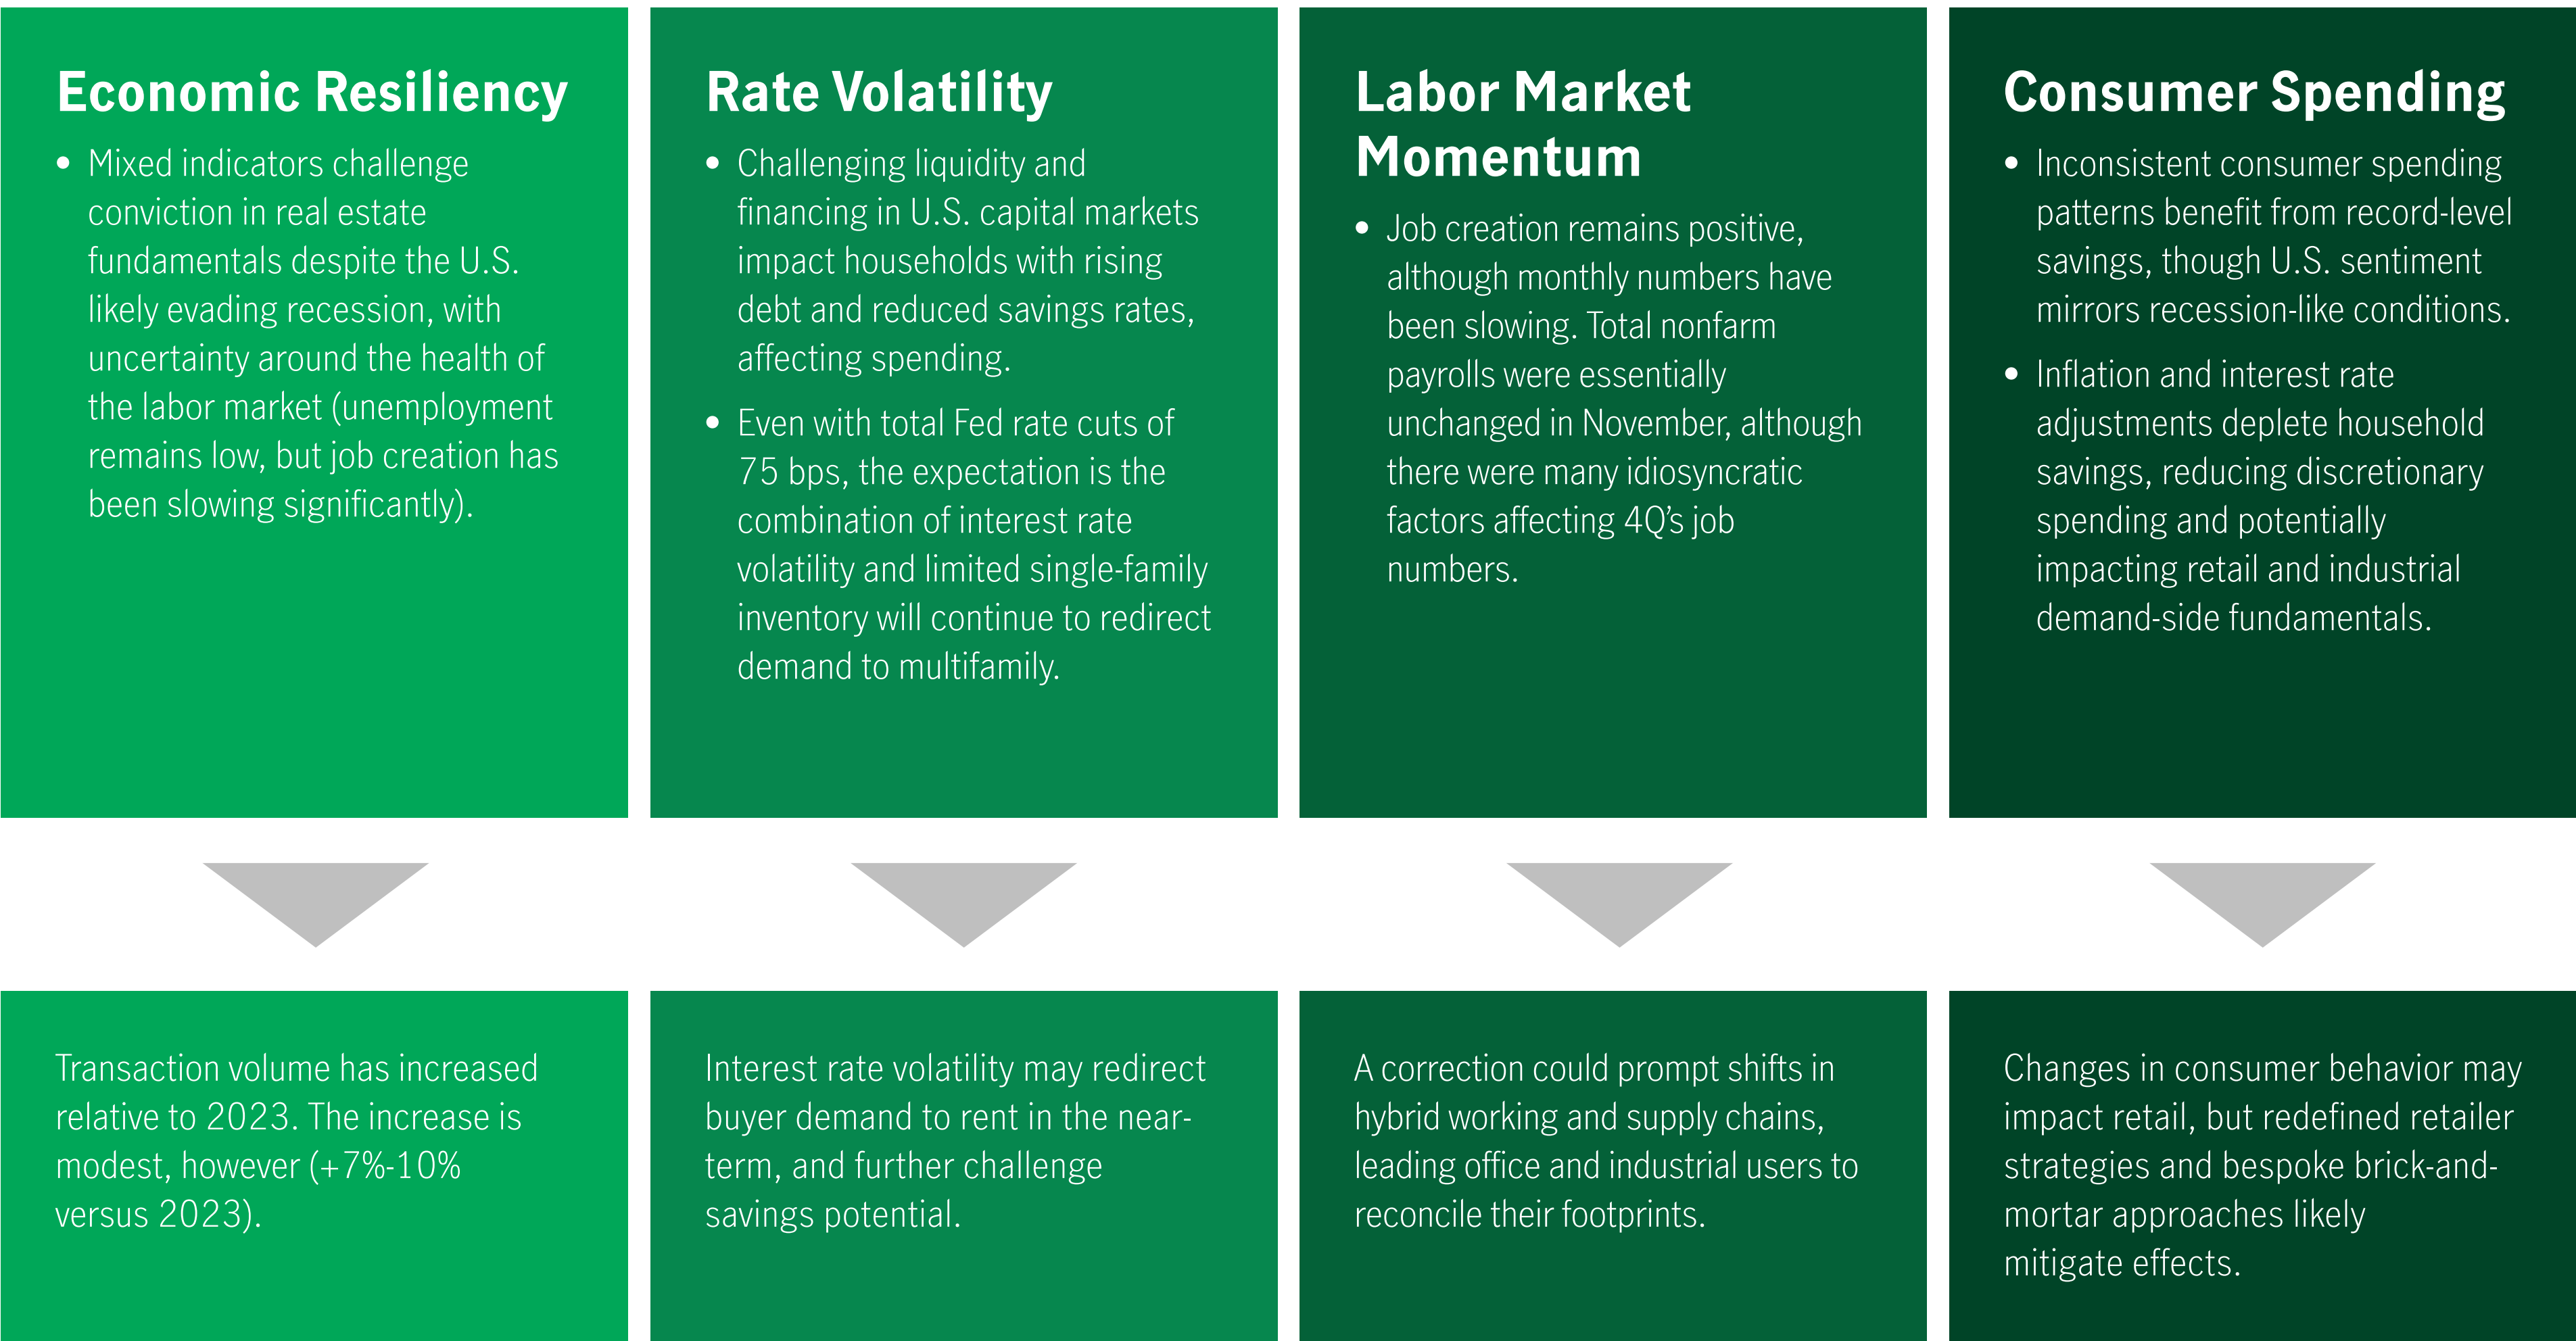 Economic Resiliency
• Mixed indicators challenge
conviction in real estate
fundamentals despite the U.S.
likely evading recession, with
uncertainty around the health of
the labor market (unemployment
remains low, but job creation has
been slowing significantly).
Rate Volatility
• Challenging liquidity and
financing in U.S. capital markets
impact households with rising
debt and reduced savings rates,
affecting spending.
• Even with total Fed rate cuts of
75 bps, the expectation is the
combination of interest rate
volatility and limited single-family
inventory will continue to redirect
demand to multifamily.
Labor Market
Momentum
• Job creation remains positive,
although monthly numbers have
been slowing. Total nonfarm
payrolls were essentially
unchanged in November, although
there were many idiosyncratic
factors affecting 4Q’s job
numbers.
Consumer Spending
• Inconsistent consumer spending
patterns benefit from record-level
savings, though U.S. sentiment
mirrors recession-like conditions.
• Inflation and interest rate
adjustments deplete household
savings, reducing discretionary
spending and potentially
impacting retail and industrial
demand-side fundamentals.
Transaction volume has increased
relative to 2023. The increase is
modest, however (+7%-10%
versus 2023).
Interest rate volatility may redirect
buyer demand to rent in the near-
term, and further challenge
savings potential.
A correction could prompt shifts in
hybrid working and supply chains,
leading office and industrial users to
reconcile their footprints.
Changes in consumer behavior may
impact retail, but redefined retailer
strategies and bespoke brick-and-
mortar approaches likely
mitigate effects.